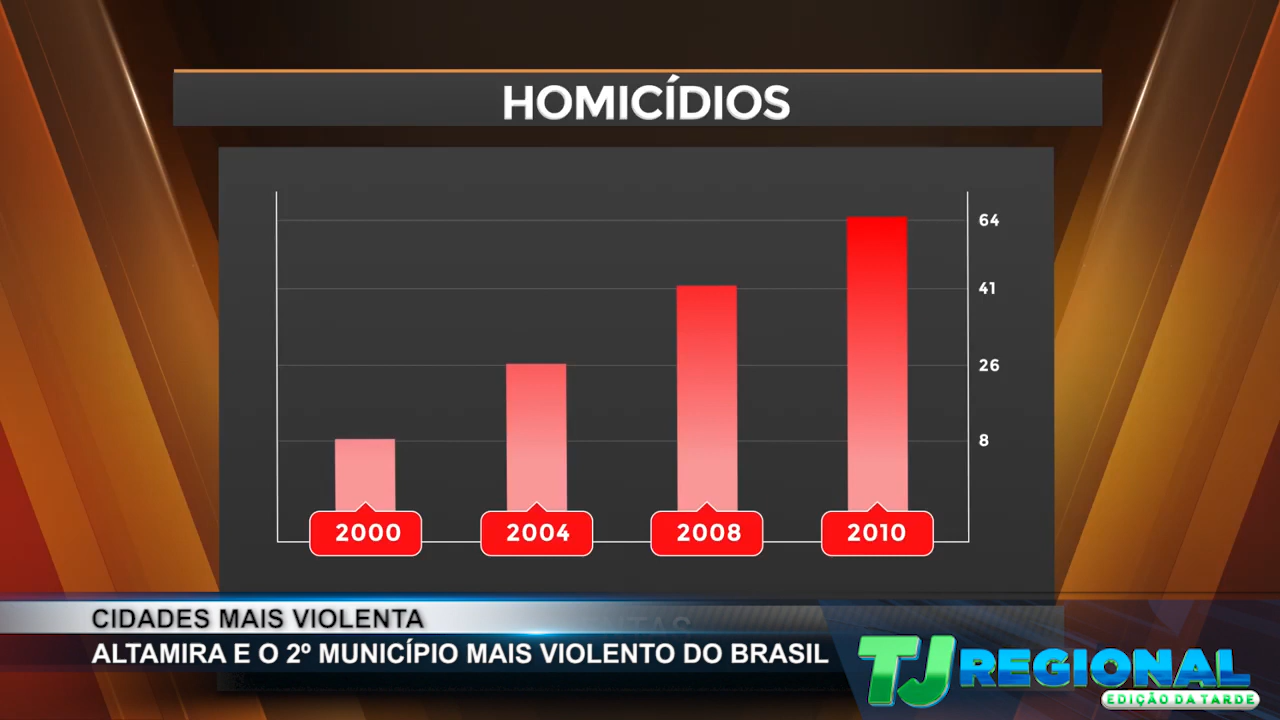 HOMICÍDIOS
64
41
26
8
2000 2004 2008 2010
CIDADES MAIS VIOLENTA
ALTAMIRA E O 2º MUNICÍPIO MAIS VIOLENTO DO BRASIL
TJ REGIONAL
EDIÇÃO DA TARDE